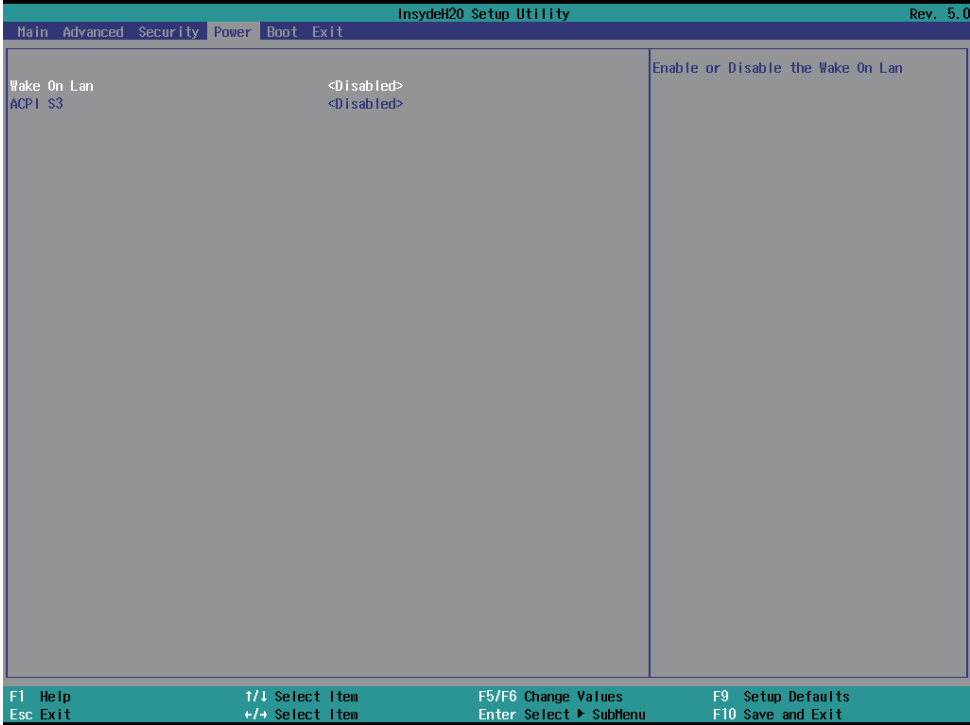 InsydeH20 Setup Utility Rev. 5.0
Main Advanced Security Power Boot Exit
Enable or Disable the Wake On Lan
Wake On Lan <Disabled>
ACPI S3 <Disabled>
F1 Help ↑/↓ Select Item F5/F6 Change Values F9 Setup Defaults
Esc Exit ←/→ Select Item Enter Select ▶ SubMenu F10 Save and Exit